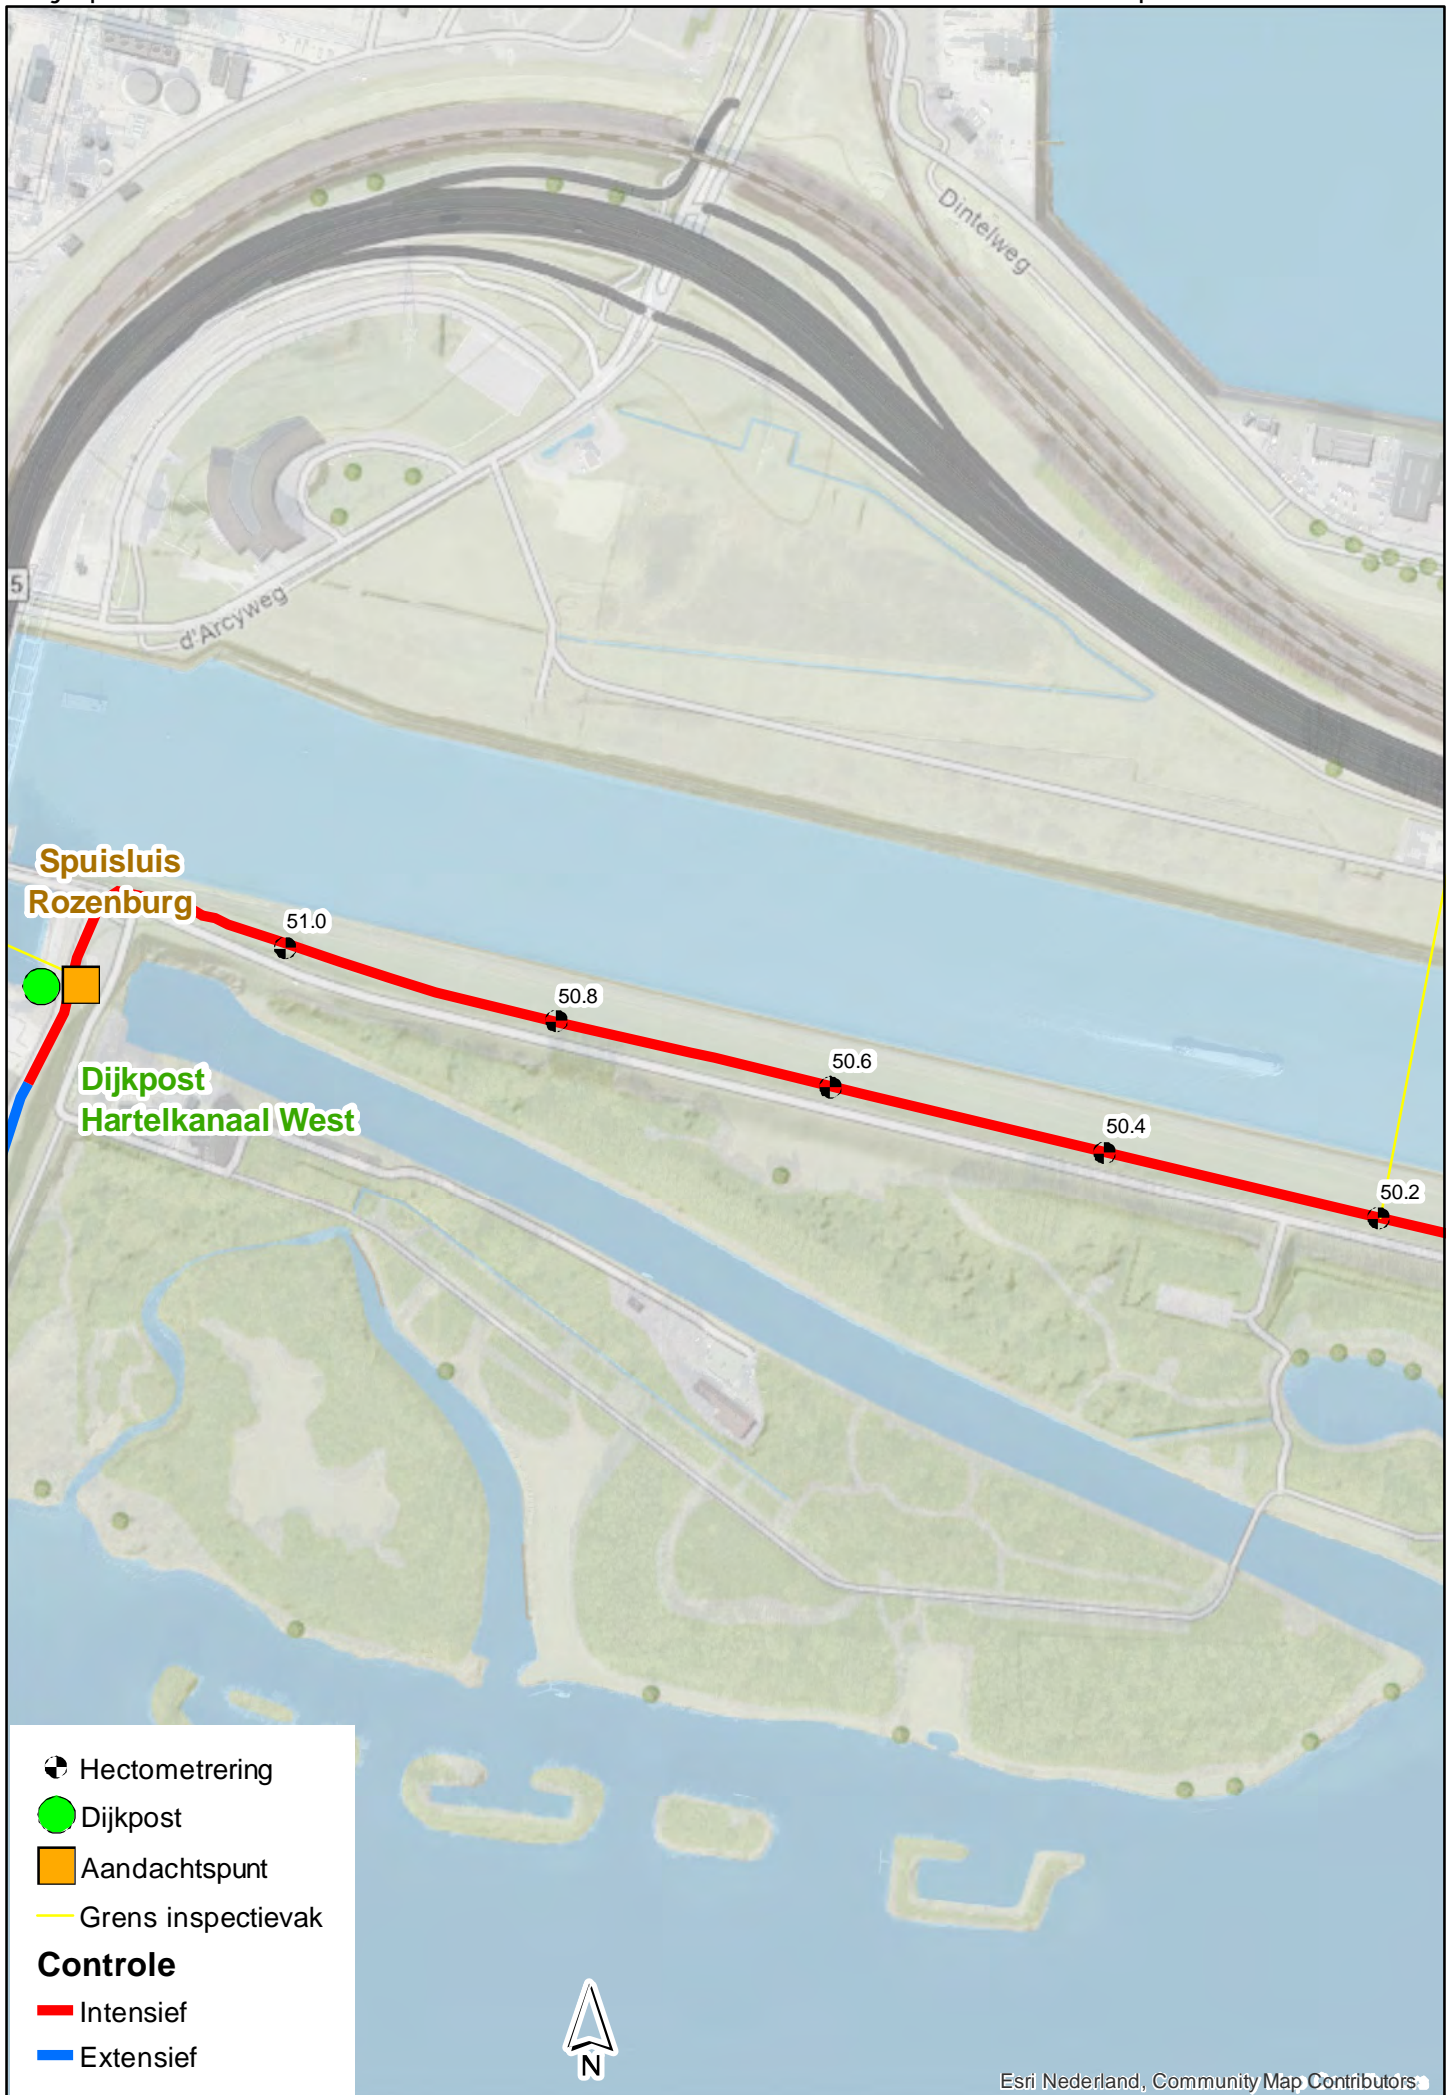 Dintelweg
5
d'Arcyweg
Spuisluis
Rozenburg
51.0
50.8
50.6
50.4
50.2
Dijkpost
Hartelkanaal West
Hectometrering
Dijkpost
Aandachtspunt
Grens inspectievak
Controle
Intensief
Extensief
N
Esri Nederland, Community Map Contributors